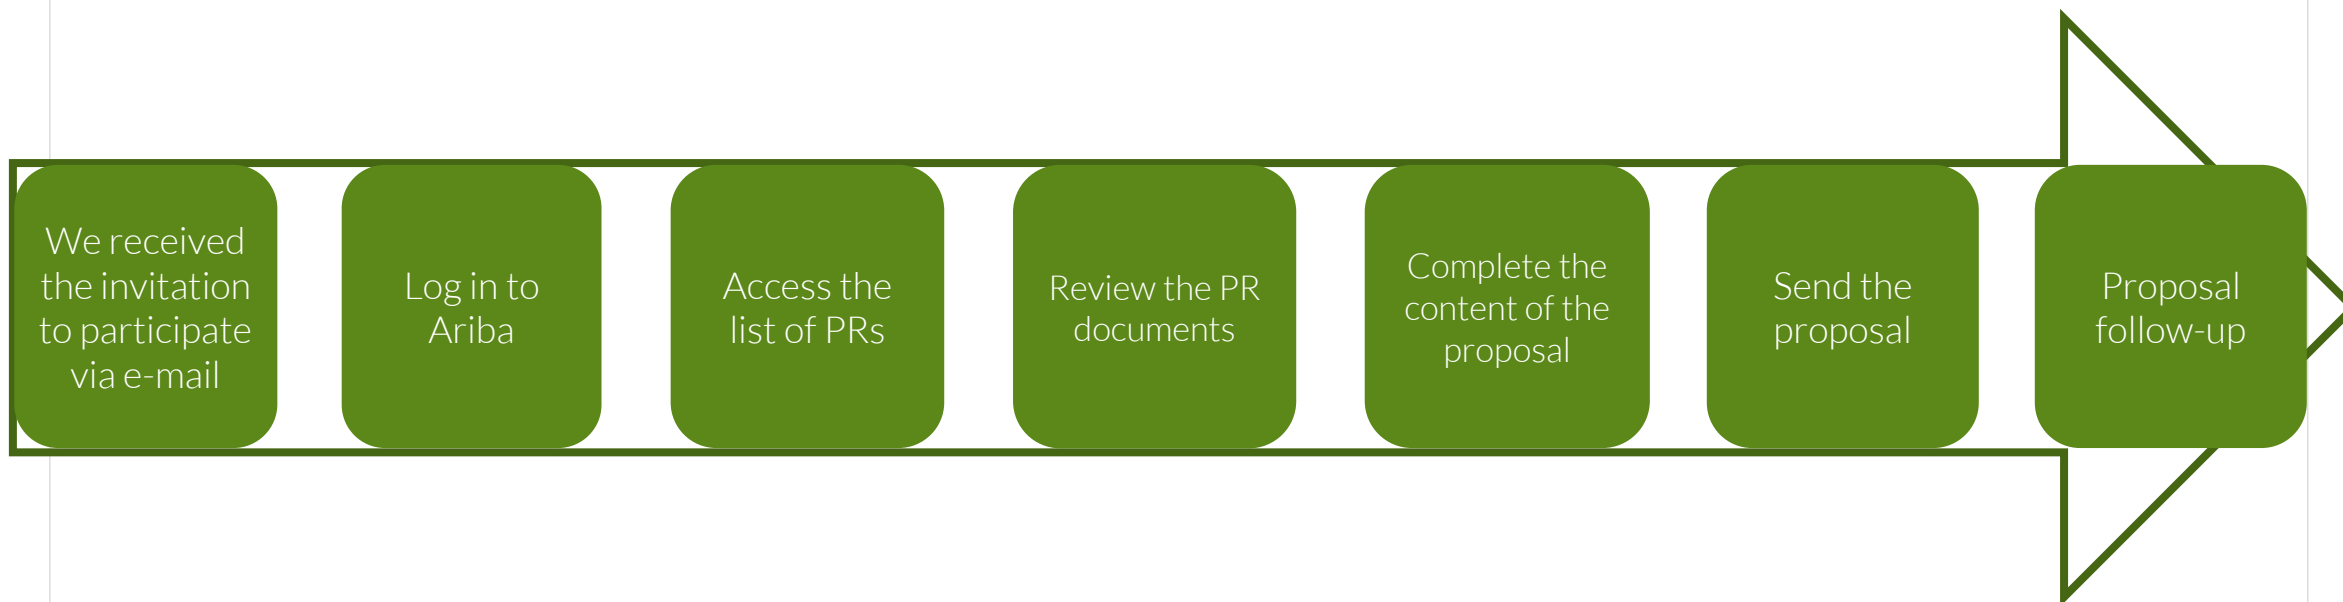 We received
the invitation
to participate
via e-mail
Log in to
Ariba
Access the
list of PRs
Review the PR
documents
Complete the
content of the
proposal
Send the
proposal
Proposal
follow-up